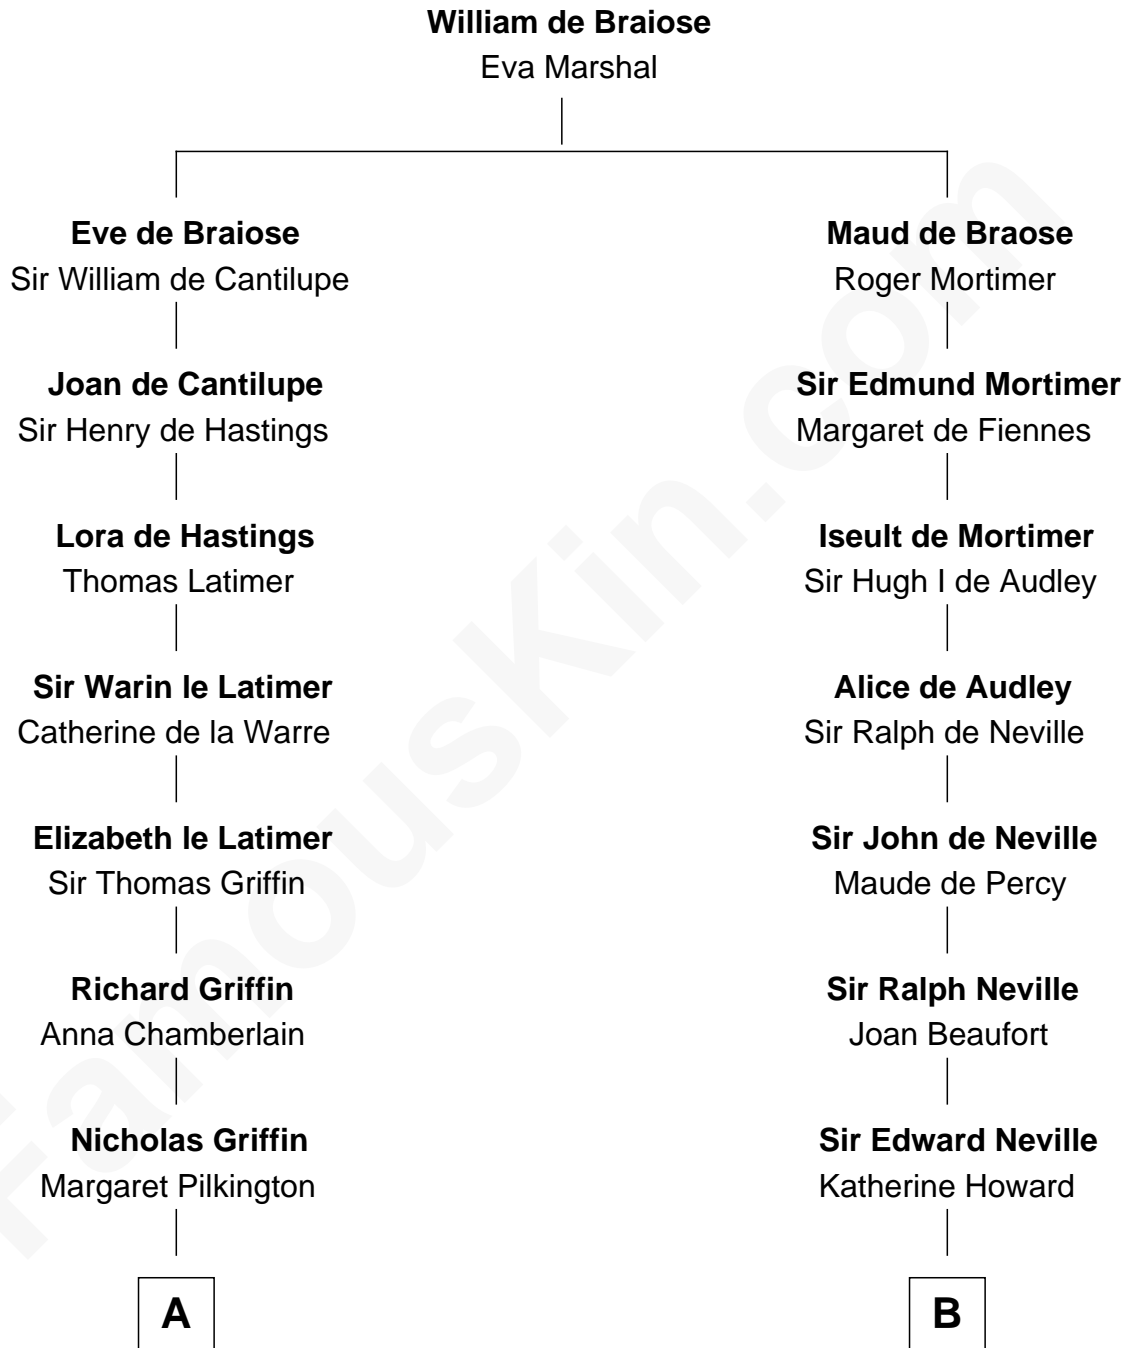 William de Braiose
Eva Marshal
Eve de Braiose
Sir William de Cantilupe
Maud de Braose
Roger Mortimer
Joan de Cantilupe
Sir Henry de Hastings
Sir Edmund Mortimer
Margaret de Fiennes
Lora de Hastings
Thomas Latimer
Iseult de Mortimer
Sir Hugh I de Audley
Sir Warin le Latimer
Catherine de la Warre
Alice de Audley
Sir Ralph de Neville
Elizabeth le Latimer
Sir Thomas Griffin
Sir John de Neville
Maude de Percy
Richard Griffin
Anna Chamberlain
Sir Ralph Neville
Joan Beaufort
Nicholas Griffin
Margaret Pilkington
Sir Edward Neville
Katherine Howard
A
B
FamousKin.com